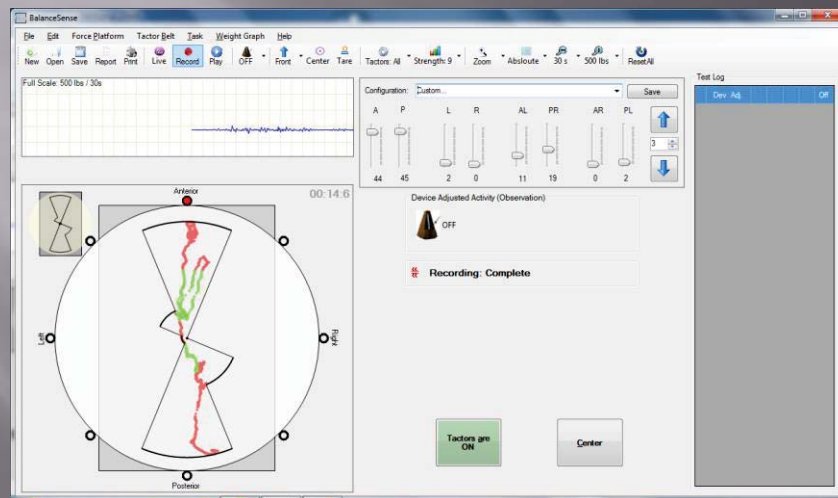 BalanceSense
File Edit Force Platform Tactor Belt Task Weight Graph Help
New Open Save Report Print Live Record Play OFF Front Center Tare Tactors: All Strength: 9 Zoom Absloute 30 s 500 lbs ResetAll
Full Scale: 500 lbs / 30s
Configuration: Custom... Save
A P L R AL PR AR PL
3
44 45 2 0 11 19 0 2
Test Log
Dev. Adj. Off
00:14:6
Anterior
Left
Right
Posterior
Device Adjusted Activity (Observation)
OFF
Recording: Complete
Tactors are
ON
Center